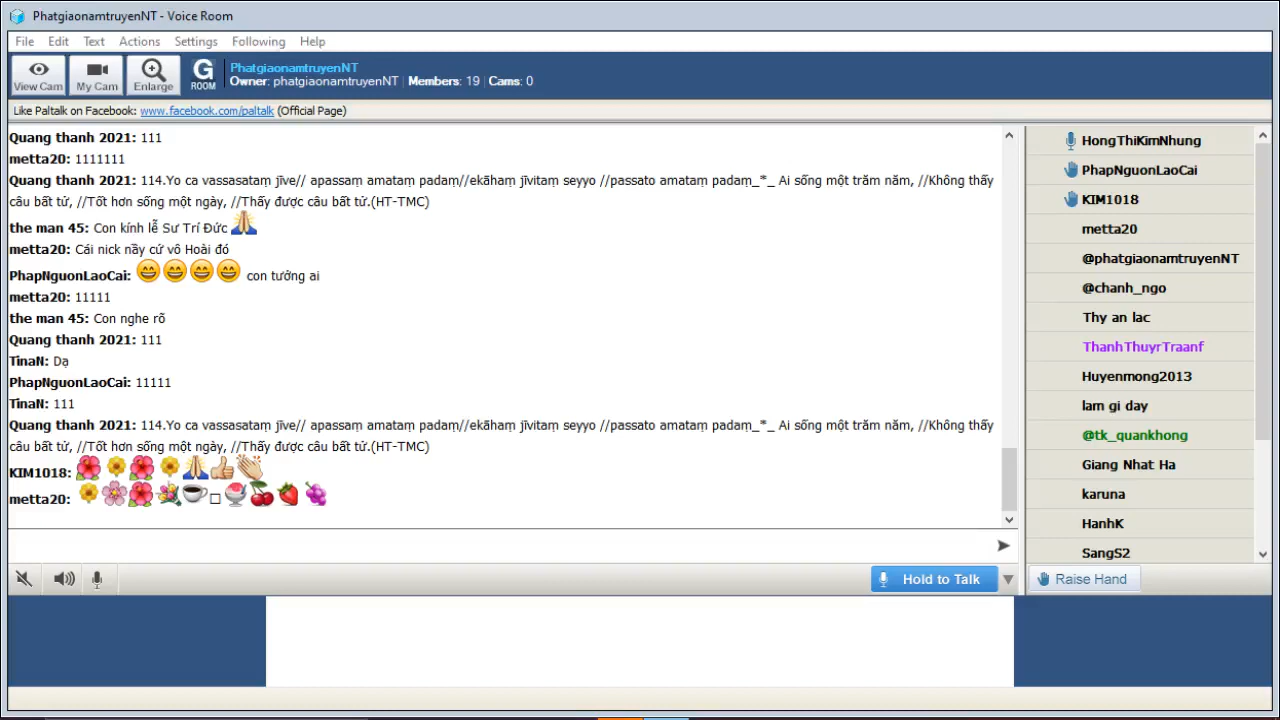 PhatgiaonamtruyenNT - Voice Room
File Edit Text Actions Settings Following Help
View Cam My Cam Enlarge G ROOM
PhatgiaonamtruyenNT
Owner: phatgiaonamtruyenNT | Members: 19 | Cams: 0
Like Paltalk on Facebook: www.facebook.com/paltalk (Official Page)
Quang thanh 2021: 111
metta20: 1111111
Quang thanh 2021: 114.Yo ca vassasataṃ jīve// apassaṃ amataṃ padaṃ//ekāhaṃ jīvitaṃ seyyo //passato amataṃ padaṃ_*_ Ai sống một trăm năm, //Không thấy
câu bất tử, //Tốt hơn sống một ngày, //Thấy được câu bất tử.(HT-TMC)
the man 45: Con kính lễ Sư Trí Đức
metta20: Cái nick nầy cứ vô Hoài đó
PhapNguonLaoCai: con tưởng ai
metta20: 11111
the man 45: Con nghe rõ
Quang thanh 2021: 111
TinaN: Dạ
PhapNguonLaoCai: 11111
TinaN: 111
Quang thanh 2021: 114.Yo ca vassasataṃ jīve// apassaṃ amataṃ padaṃ//ekāhaṃ jīvitaṃ seyyo //passato amataṃ padaṃ_*_ Ai sống một trăm năm, //Không thấy
câu bất tử, //Tốt hơn sống một ngày, //Thấy được câu bất tử.(HT-TMC)
KIM1018:
metta20:
Hold to Talk
HongThiKimNhung
PhapNguonLaoCai
KIM1018
metta20
@phatgiaonamtruyenNT
@chanh_ngo
Thy an lac
ThanhThuyrTraanf
Huyenmong2013
lam gi day
@tk_quankhong
Giang Nhat Ha
karuna
HanhK
SangS2
Raise Hand